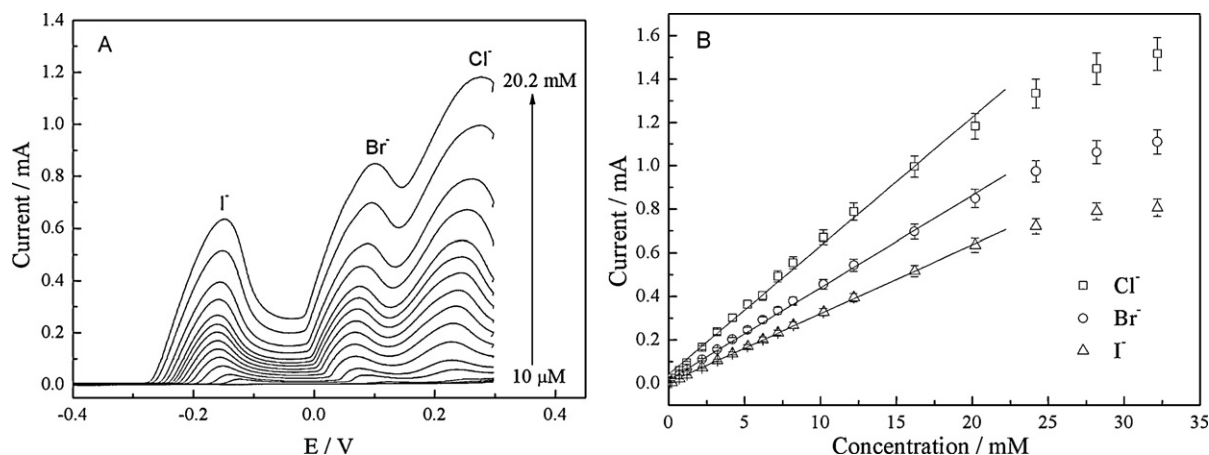 A
1.4
1.2
1.0
0.8
0.6
0.4
0.2
0.0
Current / mA
-0.4
-0.2
0.0
0.2
0.4
E / V
I⁻
Br⁻
Cl⁻
20.2 mM
10 μM
B
1.6
1.4
1.2
1.0
0.8
0.6
0.4
0.2
0.0
Current / mA
0
5
10
15
20
25
30
35
Concentration / mM
Cl⁻
Br⁻
I⁻